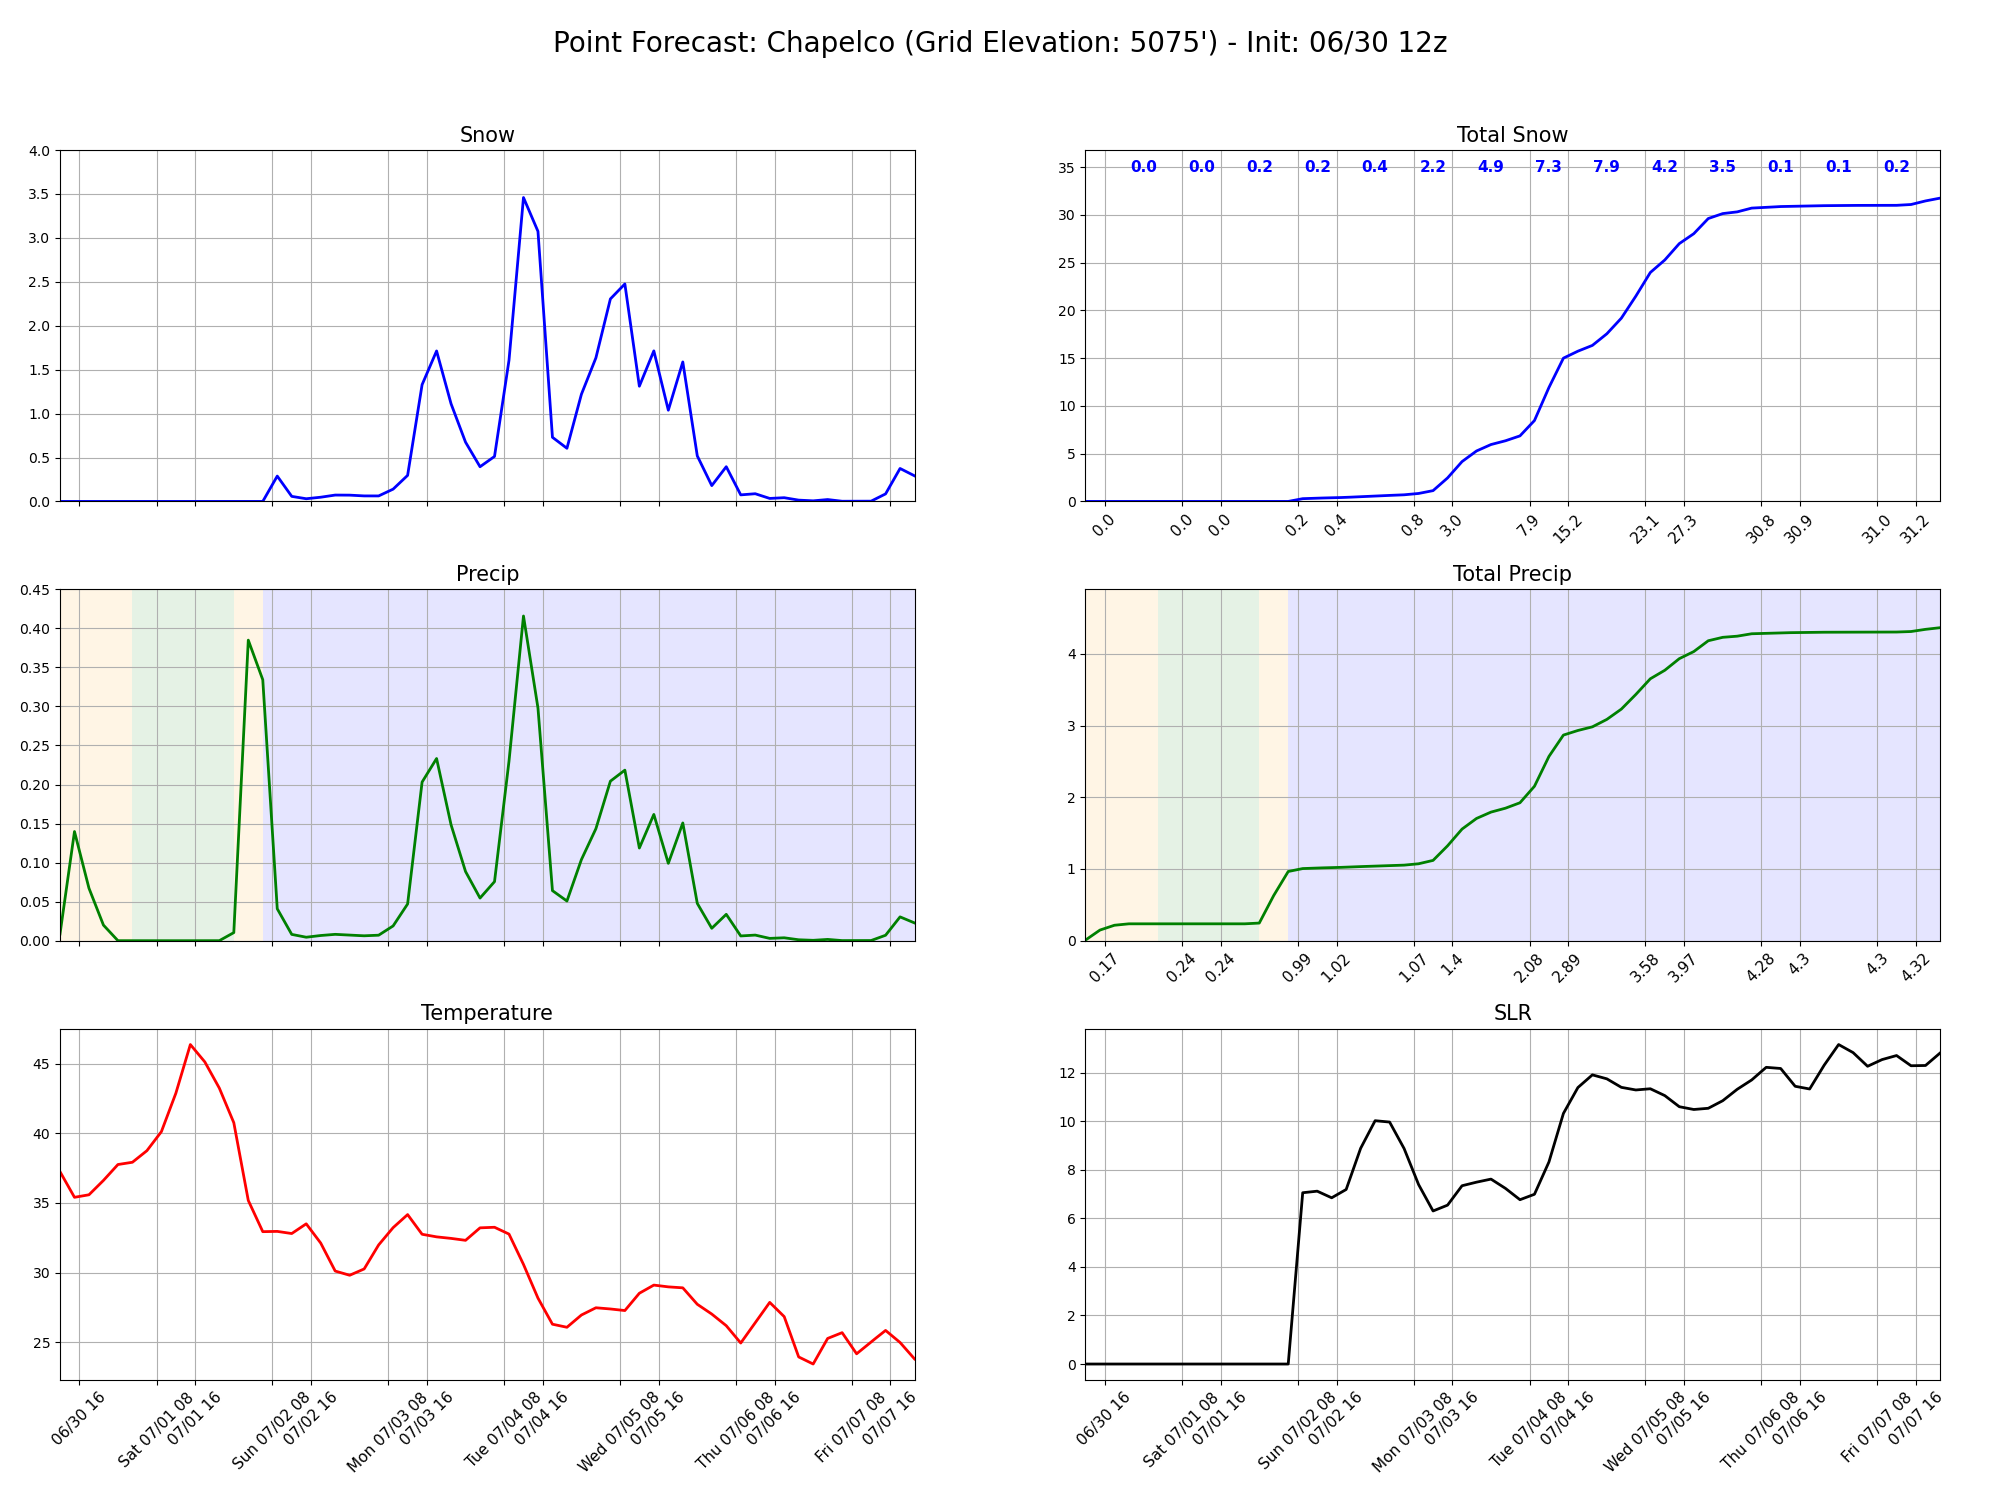 Point Forecast: Chapelco (Grid Elevation: 5075') - Init: 06/30 12z
Snow
4.0
3.5
3.0
2.5
2.0
1.5
1.0
0.5
0.0
Total Snow
0.0 0.0 0.2 0.2 0.4 2.2 4.9 7.3 7.9 4.2 3.5 0.1 0.1 0.2
35
30
25
20
15
10
5
0
0.0 0.0 0.0 0.2 0.4 0.8 3.0 7.9 15.2 23.1 27.3 30.8 30.9 31.0 31.2
Precip
0.45
0.40
0.35
0.30
0.25
0.20
0.15
0.10
0.05
0.00
Total Precip
4
3
2
1
0
0.17 0.24 0.24 0.99 1.02 1.07 1.4 2.08 2.89 3.58 3.97 4.28 4.3 4.3 4.32
Temperature
45
40
35
30
25
06/30 16
Sat 07/01 08
07/01 16
Sun 07/02 08
07/02 16
Mon 07/03 08
07/03 16
Tue 07/04 08
07/04 16
Wed 07/05 08
07/05 16
Thu 07/06 08
07/06 16
Fri 07/07 08
07/07 16
SLR
12
10
8
6
4
2
0
06/30 16
Sat 07/01 08
07/01 16
Sun 07/02 08
07/02 16
Mon 07/03 08
07/03 16
Tue 07/04 08
07/04 16
Wed 07/05 08
07/05 16
Thu 07/06 08
07/06 16
Fri 07/07 08
07/07 16